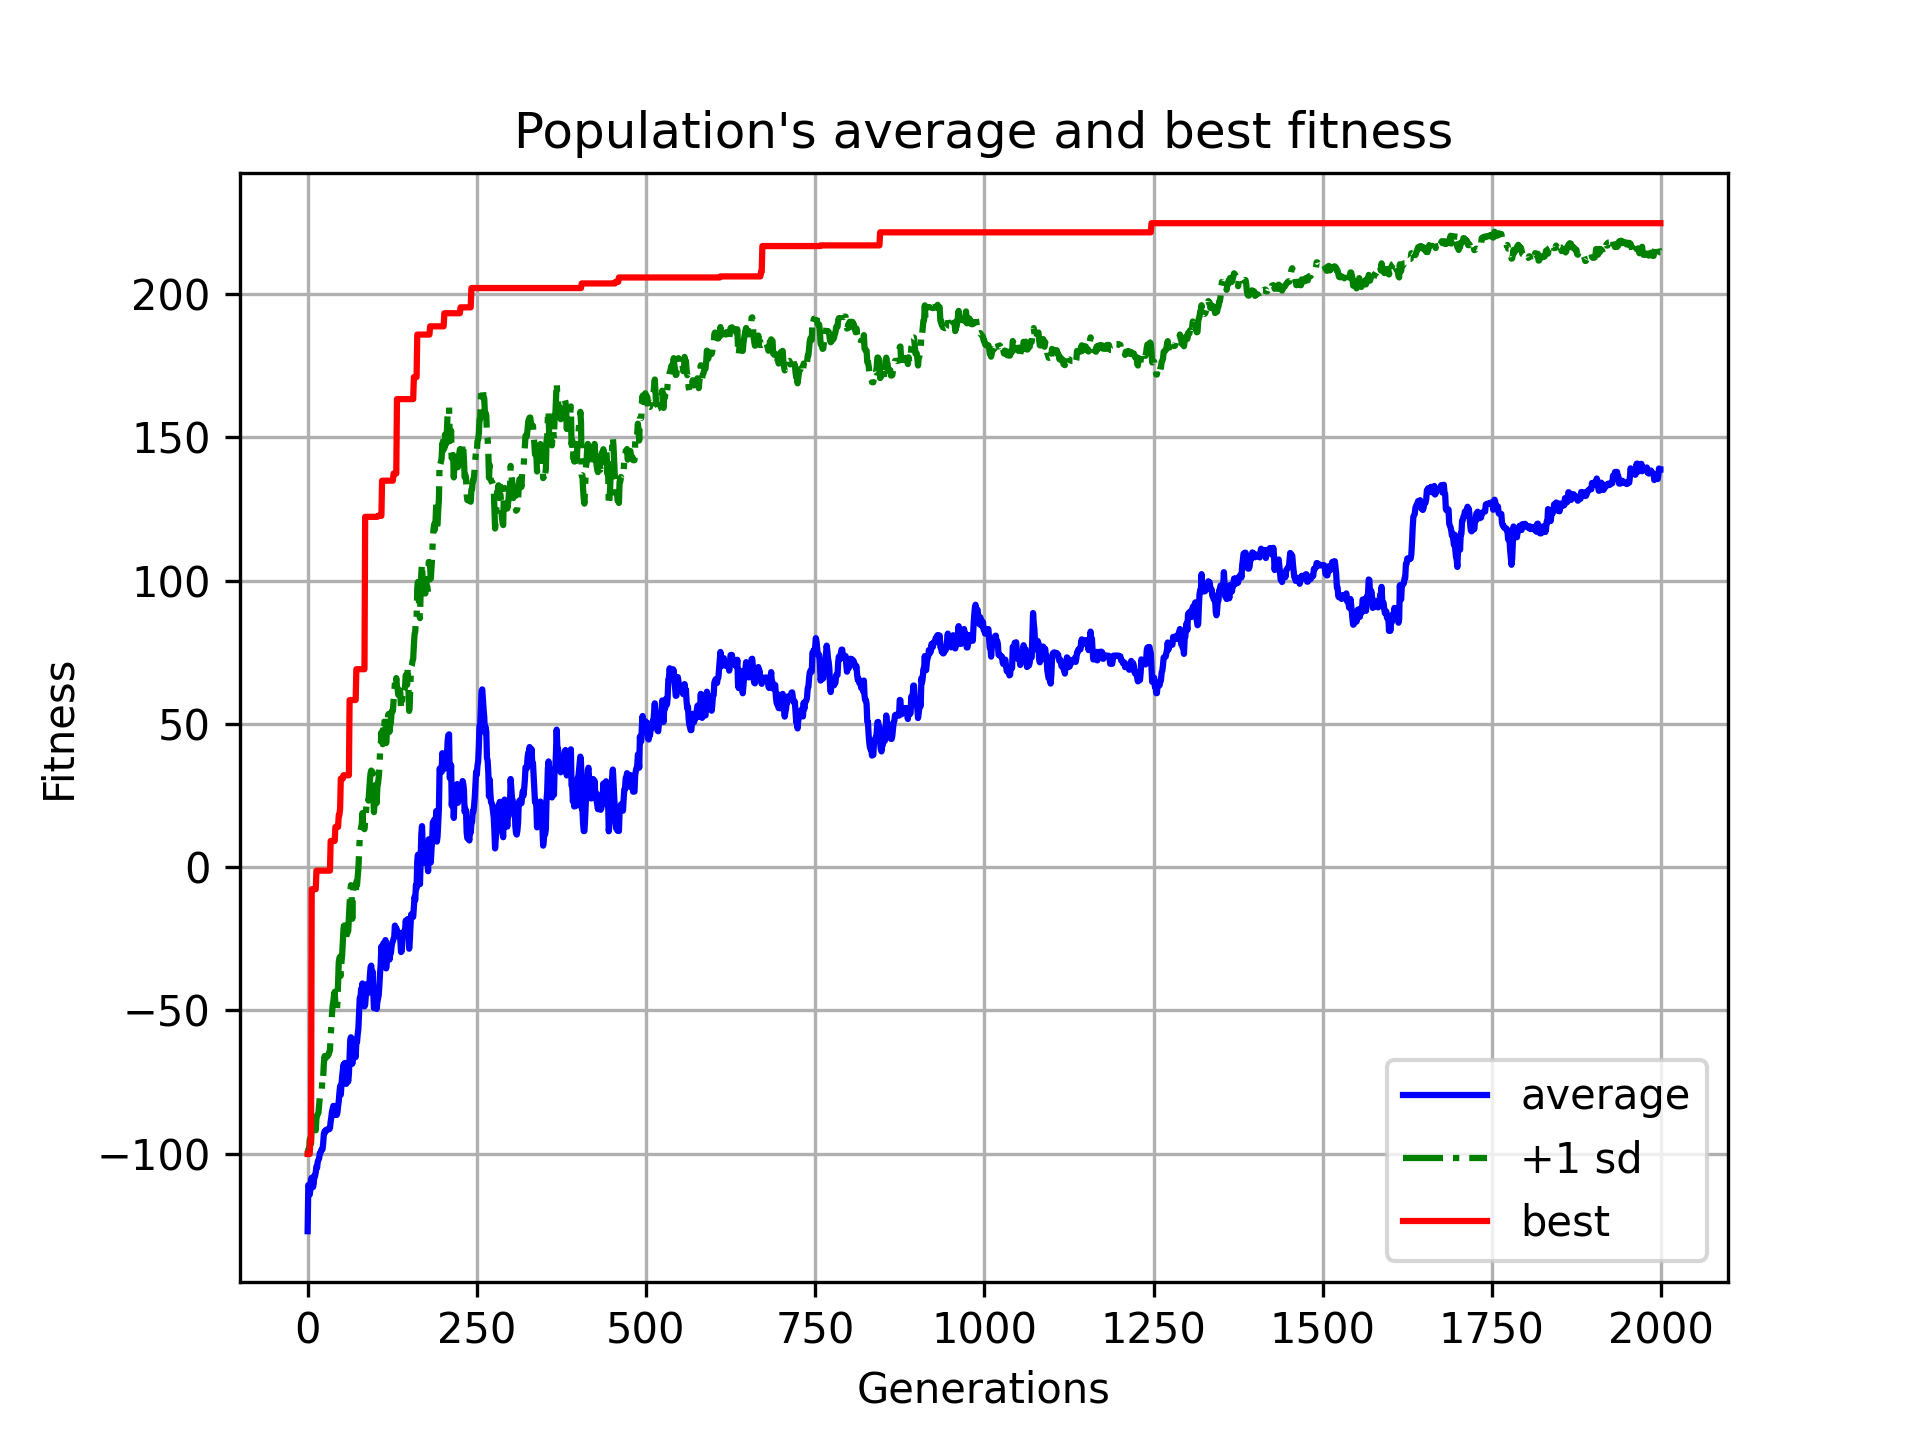 Population's average and best fitness
Fitness
200
150
100
50
0
−50
−100
0 250 500 750 1000 1250 1500 1750 2000
Generations
average
+1 sd
best